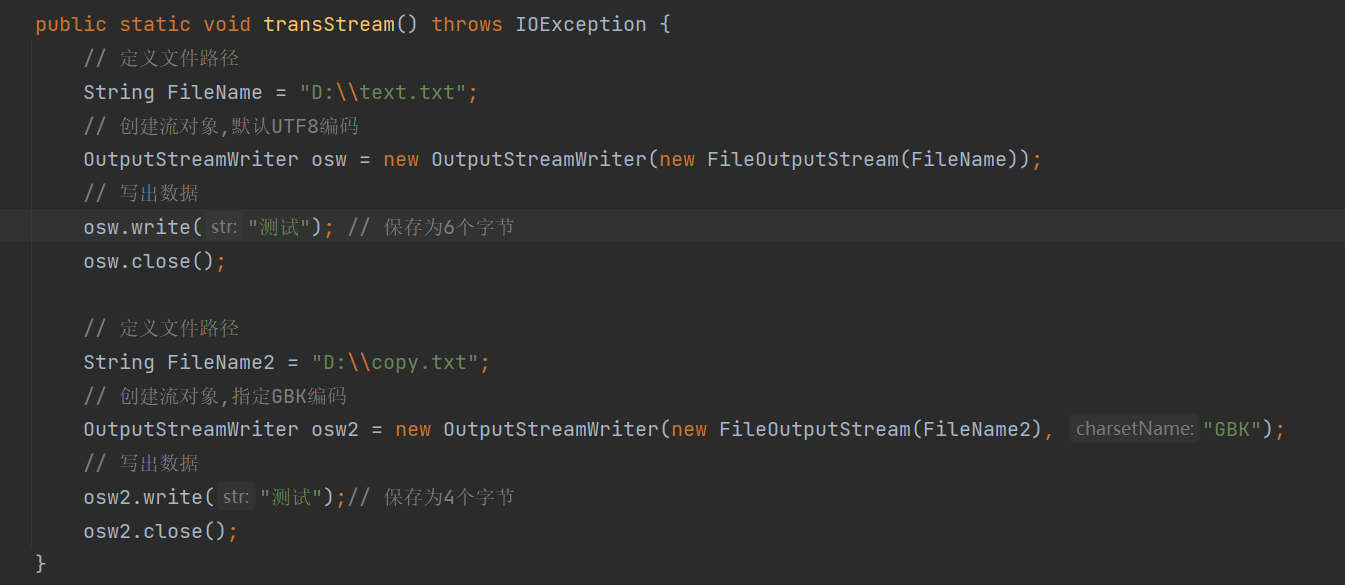 public static void transStream() throws IOException {
// 定义文件路径
String FileName = "D:\\text.txt";
// 创建流对象,默认UTF8编码
OutputStreamWriter osw = new OutputStreamWriter(new FileOutputStream(FileName));
// 写出数据
osw.write( str: "测试"); // 保存为6个字节
osw.close();
// 定义文件路径
String FileName2 = "D:\\copy.txt";
// 创建流对象,指定GBK编码
OutputStreamWriter osw2 = new OutputStreamWriter(new FileOutputStream(FileName2), charsetName: "GBK");
// 写出数据
osw2.write( str: "测试");// 保存为4个字节
osw2.close();
}